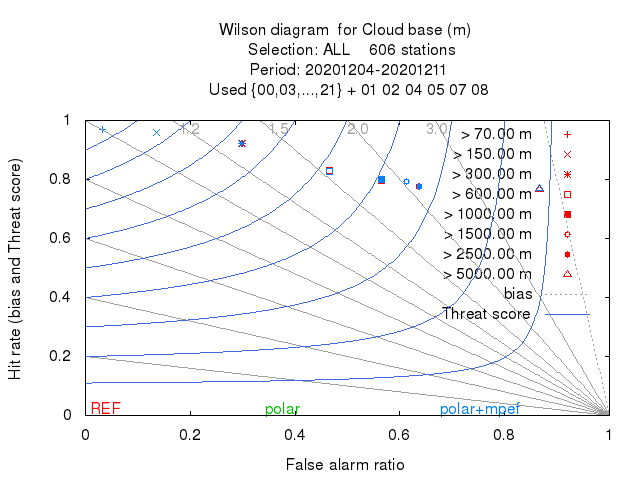 Wilson diagram  for Cloud base (m)
Selection: ALL    606 stations
Period: 20201204-20201211
Used {00,03,...,21} + 01 02 04 05 07 08
Hit rate (bias and Threat score)
1
0.8
0.6
0.4
0.2
0
1.2
1.5
2.0
3.0
> 70.00 m
> 150.00 m
> 300.00 m
> 600.00 m
> 1000.00 m
> 1500.00 m
> 2500.00 m
> 5000.00 m
bias
Threat score
REF polar polar+mpef
0 0.2 0.4 0.6 0.8 1
False alarm ratio